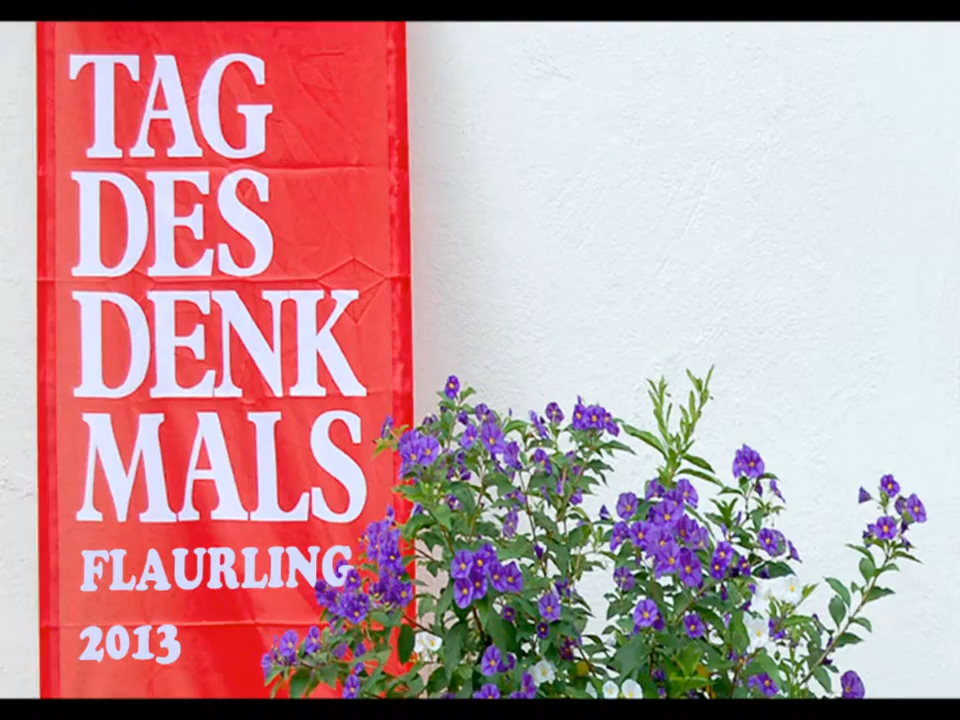 TAG
DES
DENK
MALS
FLAURLING
2013